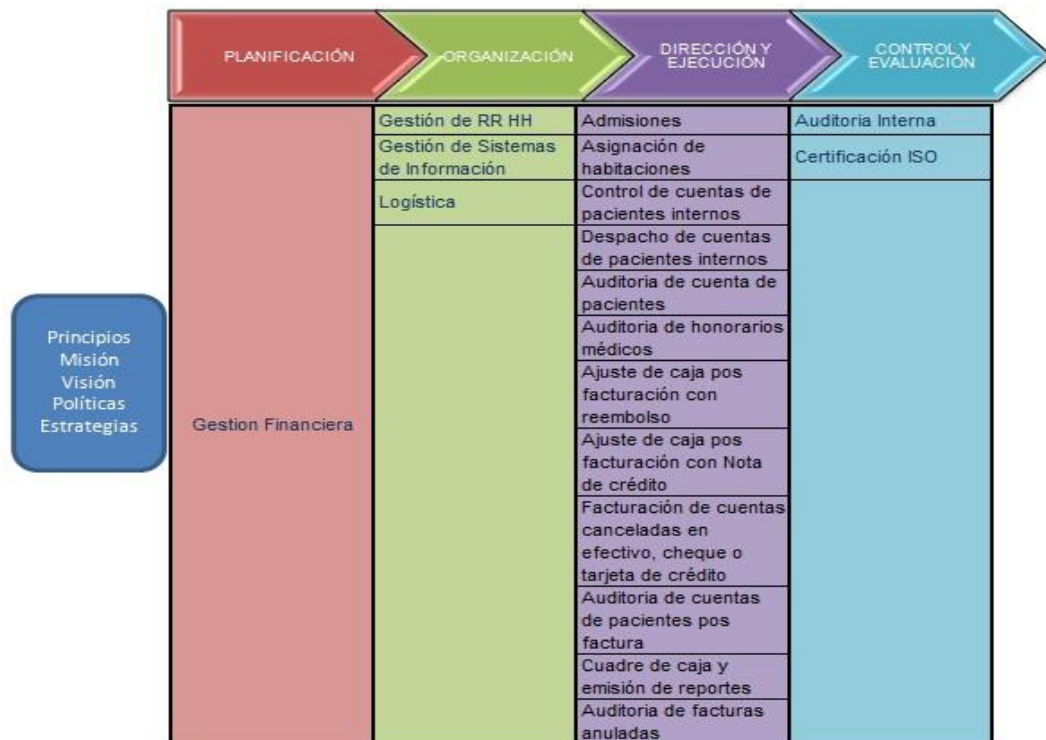 PLANIFICACIÓN
ORGANIZACIÓN
DIRECCIÓN Y
EJECUCIÓN
CONTROL Y
EVALUACIÓN
Principios
Misión
Visión
Políticas
Estrategias
Gestion Financiera
Gestión de RR HH
Gestión de Sistemas
de Información
Logística
Admisiones
Asignación de
habitaciones
Control de cuentas de
pacientes internos
Despacho de cuentas
de pacientes internos
Auditoria de cuenta de
pacientes
Auditoria de honorarios
médicos
Ajuste de caja pos
facturación con
reembolso
Ajuste de caja pos
facturación con Nota
de crédito
Facturación de cuentas
canceladas en
efectivo, cheque o
tarjeta de crédito
Auditoria de cuentas
de pacientes pos
factura
Cuadre de caja y
emisión de reportes
Auditoria de facturas
anuladas
Auditoria Interna
Certificación ISO